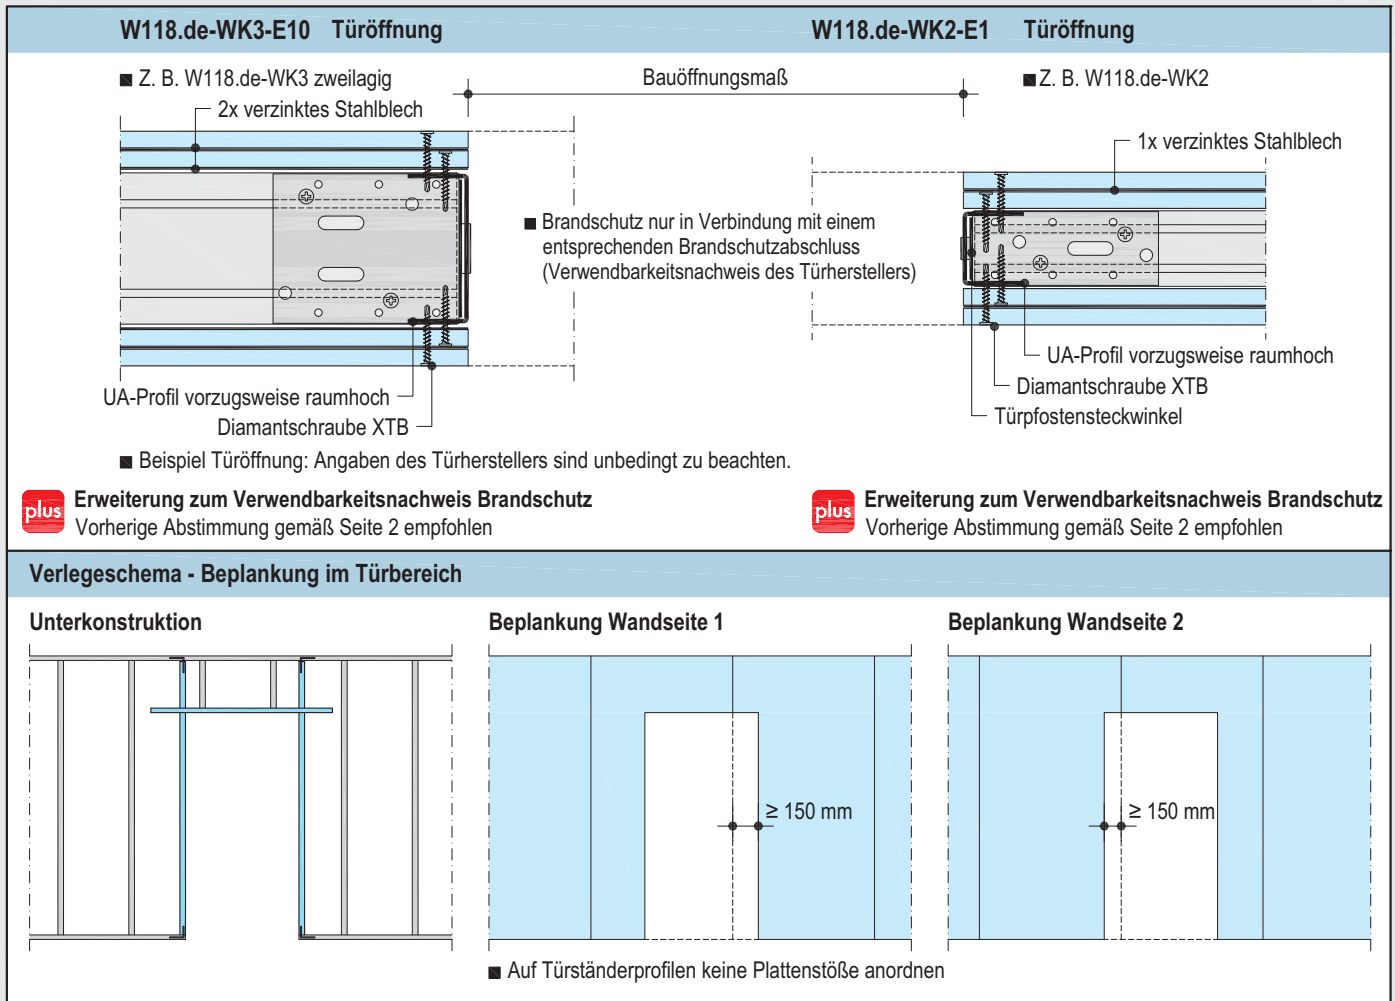 W118.de-WK3-E10 Türöffnung
W118.de-WK2-E1 Türöffnung
■ Z. B. W118.de-WK3 zweilagig
2x verzinktes Stahlblech
Bauöffnungsmaß
■ Z. B. W118.de-WK2
1x verzinktes Stahlblech
■ Brandschutz nur in Verbindung mit einem
entsprechenden Brandschutzabschluss
(Verwendbarkeitsnachweis des Türherstellers)
UA-Profil vorzugsweise raumhoch
Diamantschraube XTB
UA-Profil vorzugsweise raumhoch
Diamantschraube XTB
Türpfostensteckwinkel
■ Beispiel Türöffnung: Angaben des Türherstellers sind unbedingt zu beachten.
plus
Erweiterung zum Verwendbarkeitsnachweis Brandschutz
Vorherige Abstimmung gemäß Seite 2 empfohlen
plus
Erweiterung zum Verwendbarkeitsnachweis Brandschutz
Vorherige Abstimmung gemäß Seite 2 empfohlen
Verlegeschema - Beplankung im Türbereich
Unterkonstruktion
Beplankung Wandseite 1
Beplankung Wandseite 2
≥ 150 mm
≥ 150 mm
■ Auf Türständerprofilen keine Plattenstöße anordnen